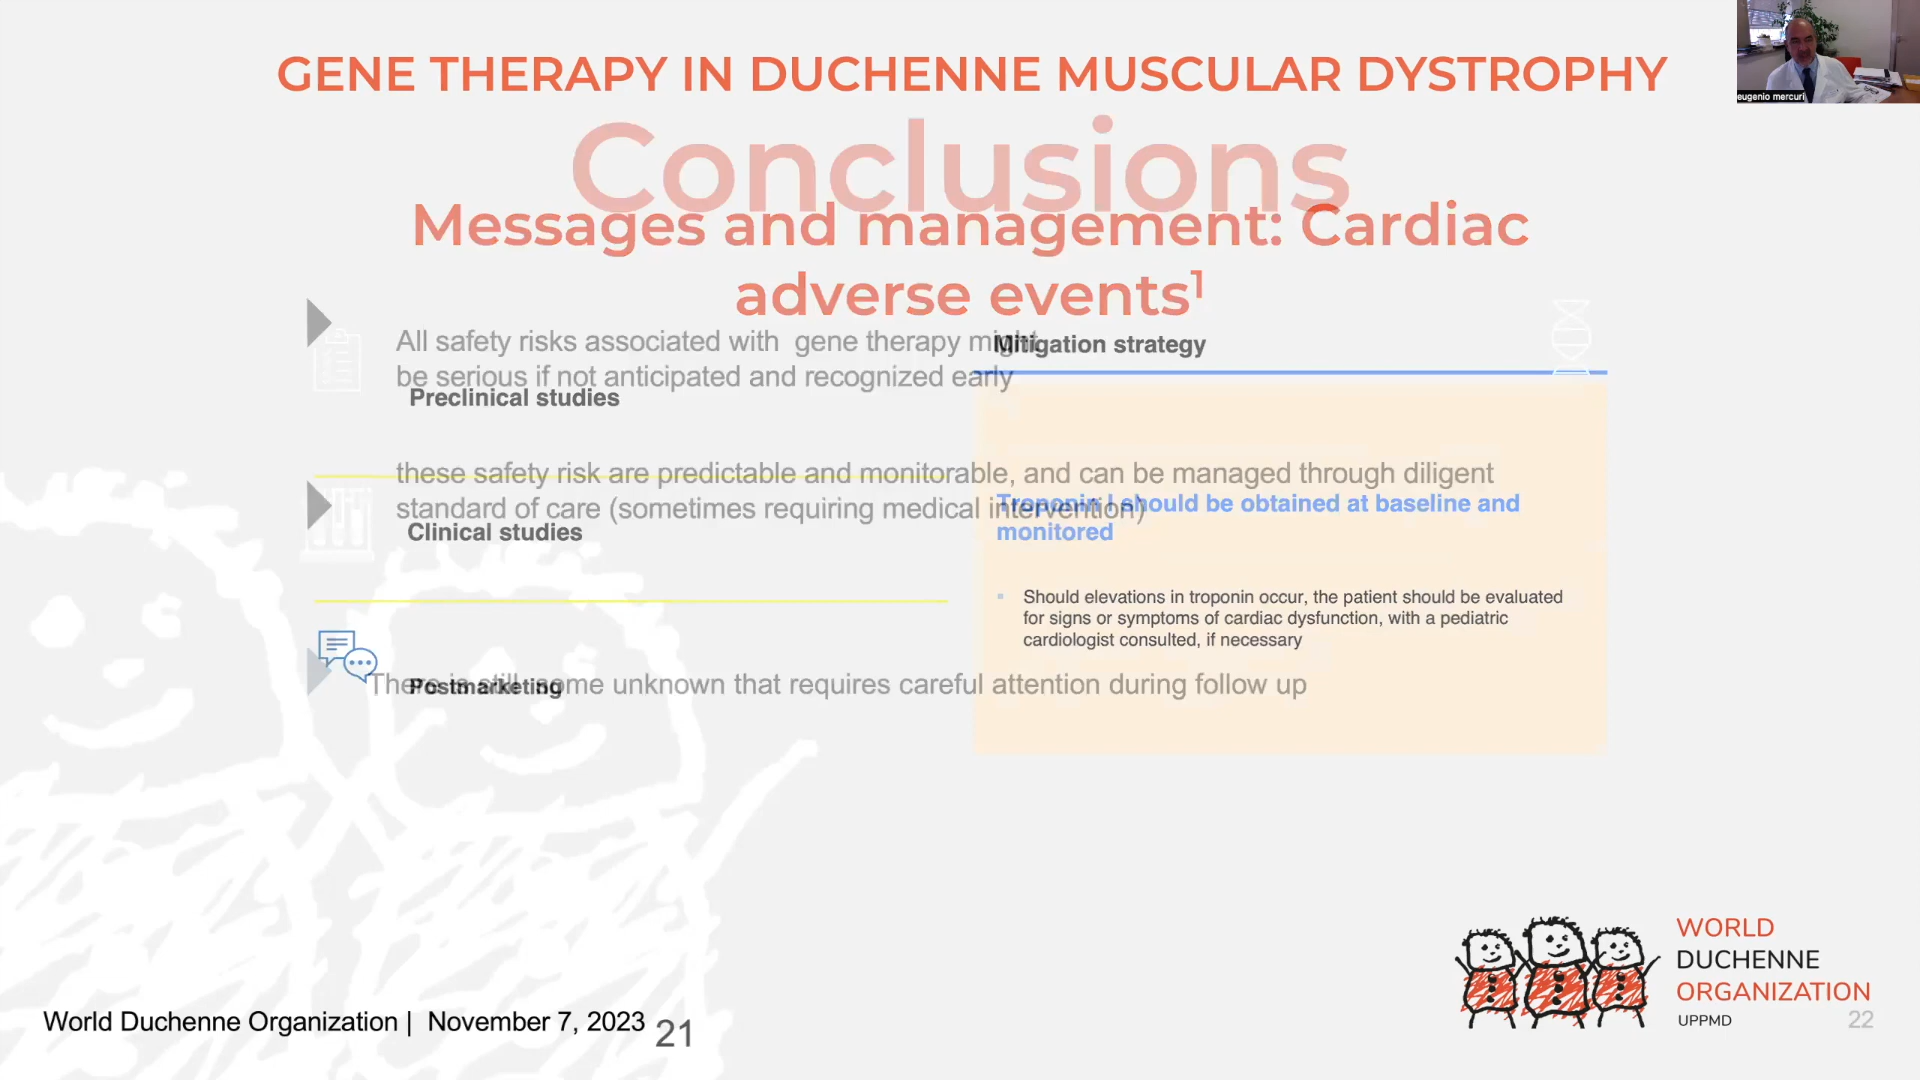 GENE THERAPY IN DUCHENNE MUSCULAR DYSTROPHY
eugenio mercuri
Conclusions
Messages and management: Cardiac
adverse events¹
All safety risks associated with gene therapy might
be serious if not anticipated and recognized early
Mitigation strategy
Preclinical studies
these safety risk are predictable and monitorable, and can be managed through diligent
standard of care (sometimes requiring medical intervention)
Troponin I should be obtained at baseline and
monitored
Clinical studies
Should elevations in troponin occur, the patient should be evaluated
for signs or symptoms of cardiac dysfunction, with a pediatric
cardiologist consulted, if necessary
There is still some unknown that requires careful attention during follow up
Postmarketing
WORLD
DUCHENNE
ORGANIZATION
UPPMD
22
World Duchenne Organization | November 7, 2023
21